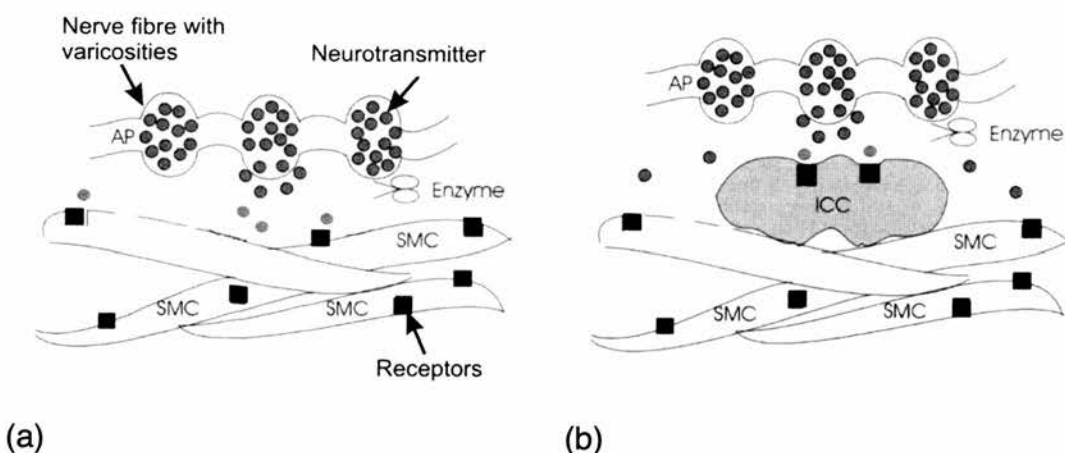 Nerve fibre with
varicosities
Neurotransmitter
AP
Enzyme
SMC
SMC
SMC
Receptors
(a)
AP
Enzyme
ICC
SMC
SMC
SMC
(b)